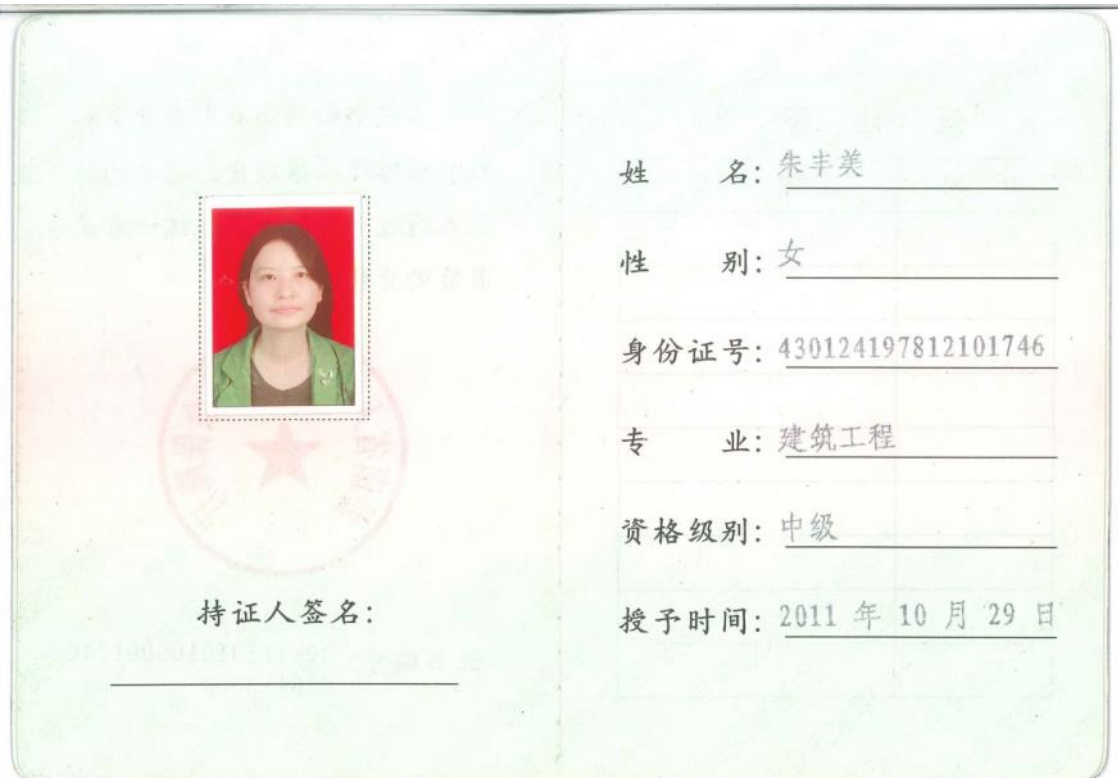 持证人签名：
姓 名：朱丰美
性 别：女
身份证号：430124197812101746
专 业：建筑工程
资格级别：中级
授予时间：2011 年 10 月 29 日